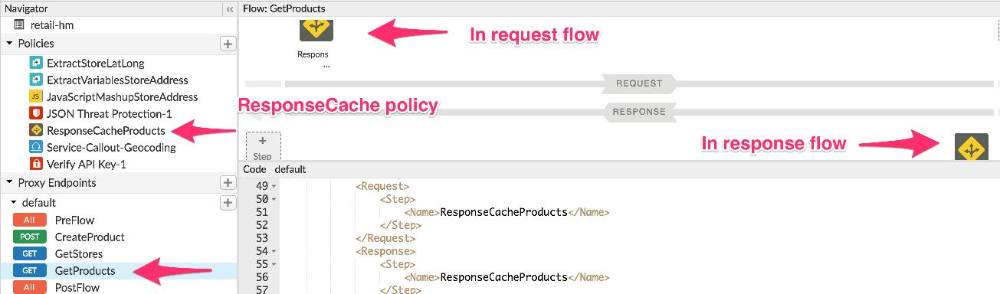 Navigator
«
retail-hm
Policies
+
ExtractStoreLatLong
ExtractVariablesStoreAddress
JS JavaScriptMashupStoreAddress
JSON Threat Protection-1
ResponseCacheProducts
Service-Callout-Geocoding
Verify API Key-1
Proxy Endpoints
+
default
+
All PreFlow
POST CreateProduct
GET GetStores
GET GetProducts
All PostFlow
Flow: GetProducts
In request flow
Respons
...
REQUEST
ResponseCache policy
RESPONSE
In response flow
+
Step
Code default
49 <Request>
50 <Step>
51 <Name>ResponseCacheProducts</Name>
52 </Step>
53 </Request>
54 <Response>
55 <Step>
56 <Name>ResponseCacheProducts</Name>
57 </Step>